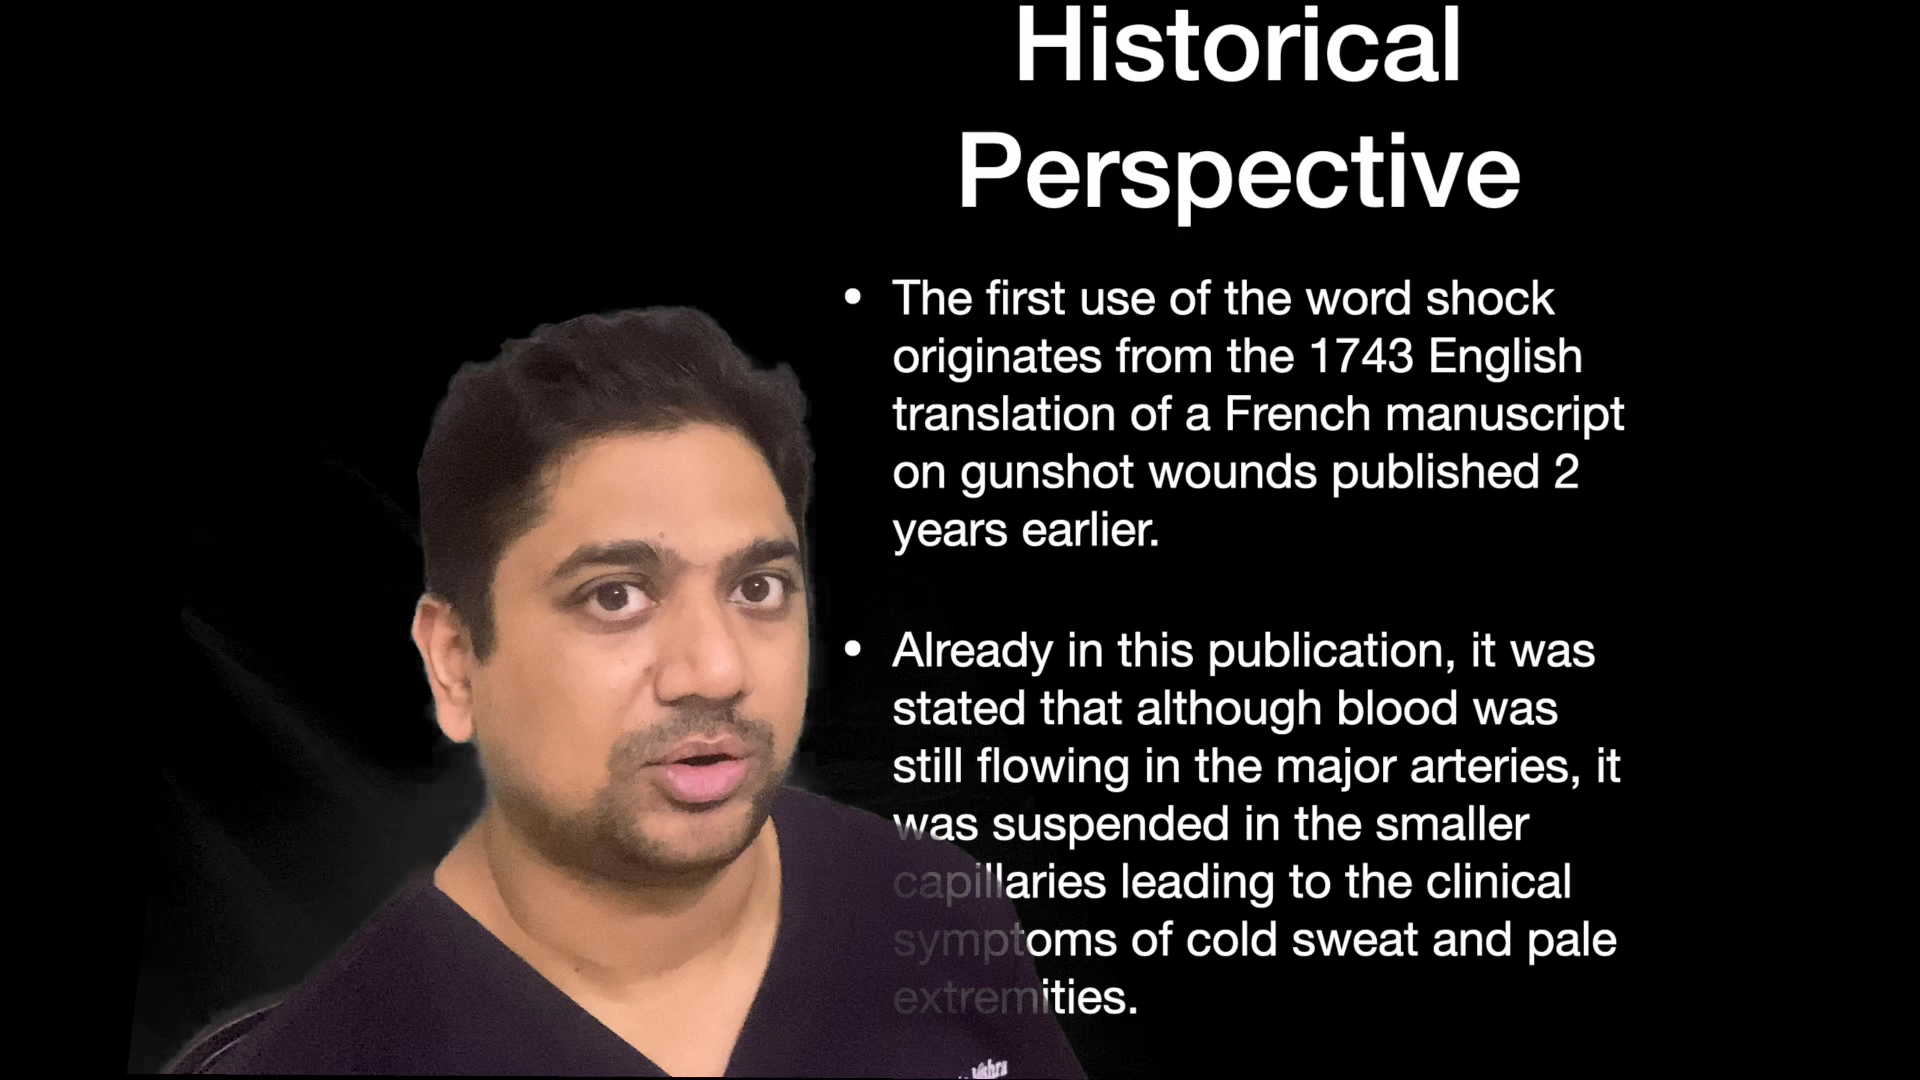 Historical
Perspective
• The first use of the word shock
originates from the 1743 English
translation of a French manuscript
on gunshot wounds published 2
years earlier.
• Already in this publication, it was
stated that although blood was
still flowing in the major arteries, it
was suspended in the smaller
capillaries leading to the clinical
symptoms of cold sweat and pale
extremities.